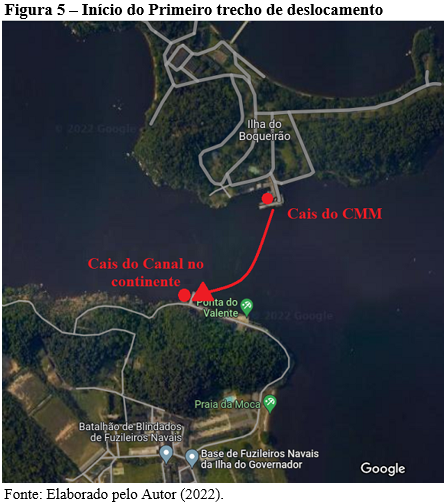 Figura 5 – Início do Primeiro trecho de deslocamento
© 2022 Google
Ilha do
Boqueirão
Cais do CMM
Cais do Canal no
continente
Ponta do
Valente
© 2022 Google
Praia da Moca
Batalhão de Blindados
de Fuzileiros Navais
Base de Fuzileiros Navais
da Ilha do Governador
Google
Fonte: Elaborado pelo Autor (2022).